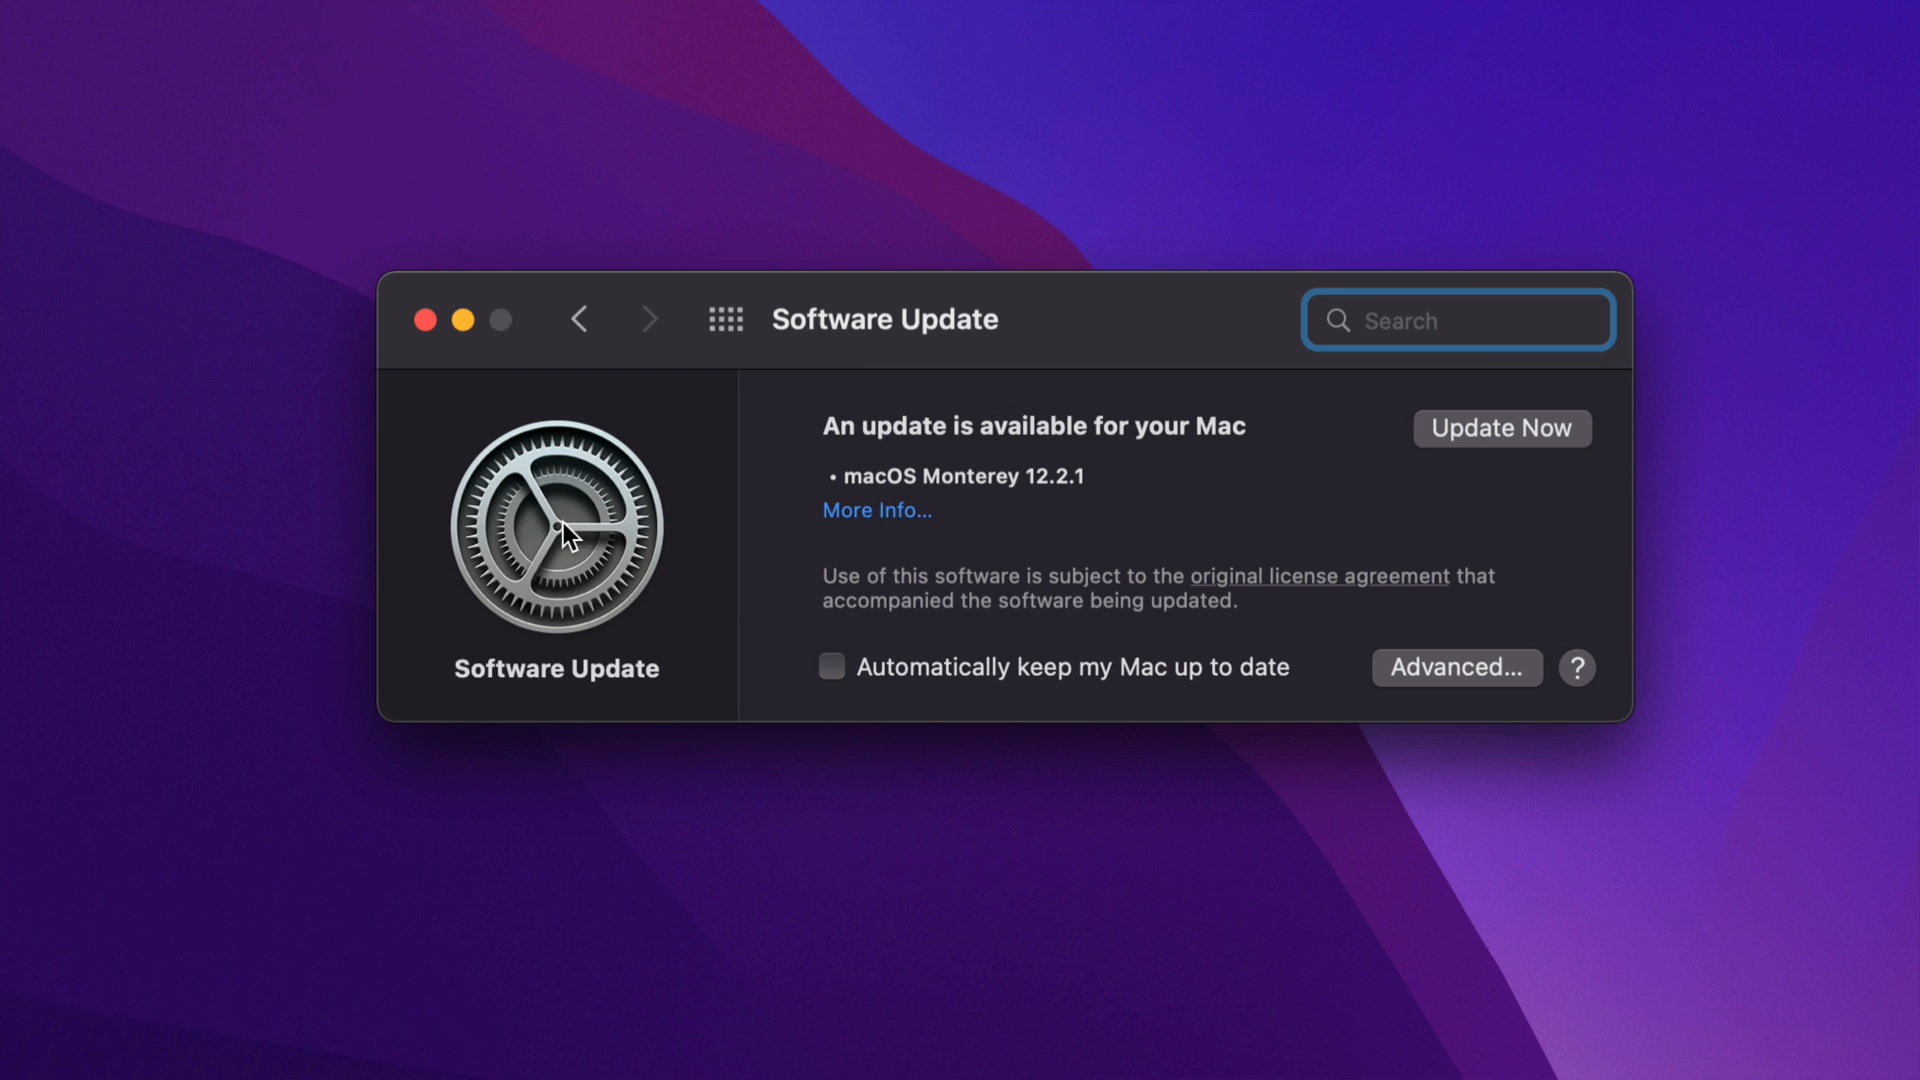 Software Update
Search
An update is available for your Mac
Update Now
• macOS Monterey 12.2.1
More Info...
Use of this software is subject to the original license agreement that
accompanied the software being updated.
Software Update
Automatically keep my Mac up to date
Advanced...
?